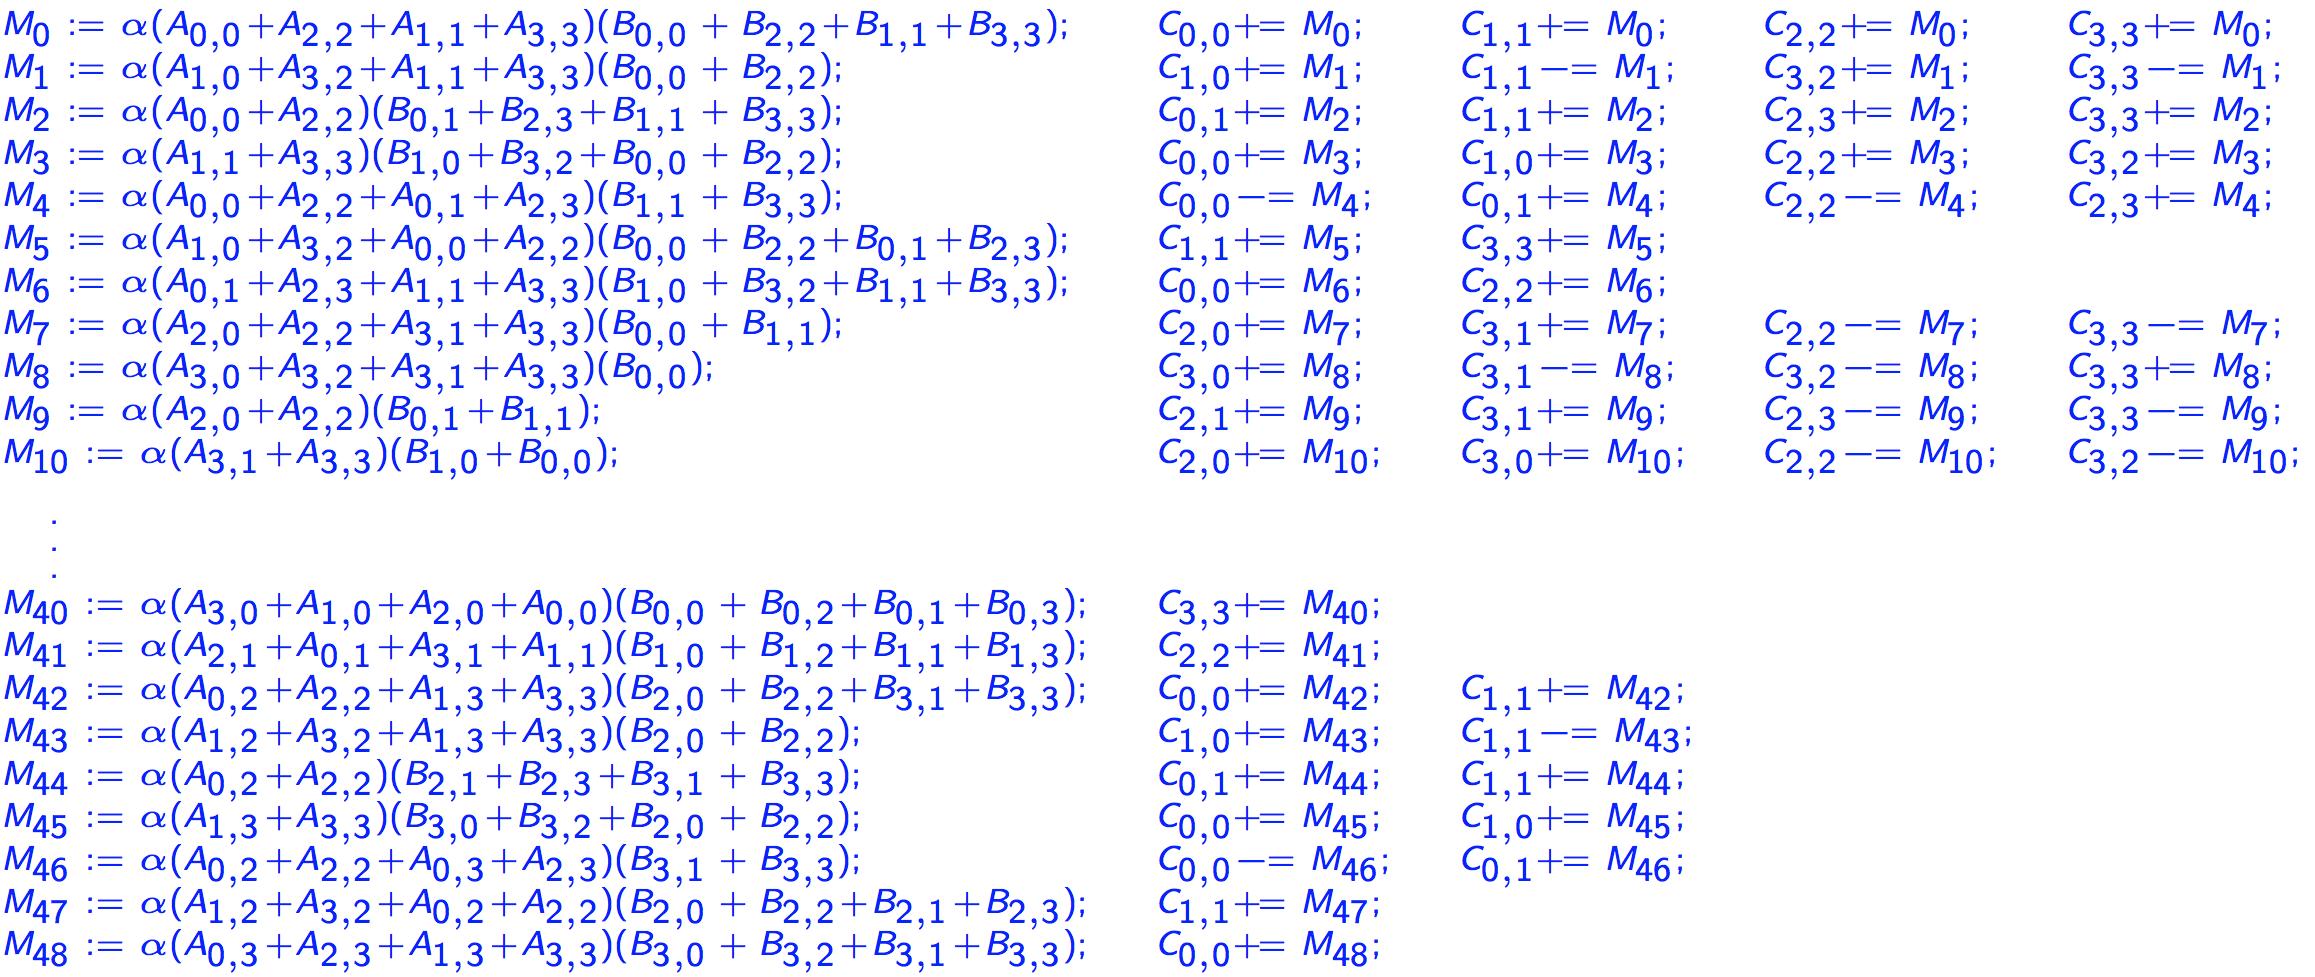 M0 := α(A0,0+A2,2+A1,1+A3,3)(B0,0 + B2,2+B1,1+B3,3); C0,0+= M0; C1,1+= M0; C2,2+= M0; C3,3+= M0;
M1 := α(A1,0+A3,2+A1,1+A3,3)(B0,0 + B2,2); C1,0+= M1; C1,1−= M1; C3,2+= M1; C3,3−= M1;
M2 := α(A0,0+A2,2)(B0,1+B2,3+B1,1 + B3,3); C0,1+= M2; C1,1+= M2; C2,3+= M2; C3,3+= M2;
M3 := α(A1,1+A3,3)(B1,0+B3,2+B0,0 + B2,2); C0,0+= M3; C1,0+= M3; C2,2+= M3; C3,2+= M3;
M4 := α(A0,0+A2,2+A0,1+A2,3)(B1,1 + B3,3); C0,0−= M4; C0,1+= M4; C2,2−= M4; C2,3+= M4;
M5 := α(A1,0+A3,2+A0,0+A2,2)(B0,0 + B2,2+B0,1+B2,3); C1,1+= M5; C3,3+= M5;
M6 := α(A0,1+A2,3+A1,1+A3,3)(B1,0 + B3,2+B1,1+B3,3); C0,0+= M6; C2,2+= M6;
M7 := α(A2,0+A2,2+A3,1+A3,3)(B0,0 + B1,1); C2,0+= M7; C3,1+= M7; C2,2−= M7; C3,3−= M7;
M8 := α(A3,0+A3,2+A3,1+A3,3)(B0,0); C3,0+= M8; C3,1−= M8; C3,2−= M8; C3,3+= M8;
M9 := α(A2,0+A2,2)(B0,1+B1,1); C2,1+= M9; C3,1+= M9; C2,3−= M9; C3,3−= M9;
M10 := α(A3,1+A3,3)(B1,0+B0,0); C2,0+= M10; C3,0+= M10; C2,2−= M10; C3,2−= M10;
.
.
.
M40 := α(A3,0+A1,0+A2,0+A0,0)(B0,0 + B0,2+B0,1+B0,3); C3,3+= M40;
M41 := α(A2,1+A0,1+A3,1+A1,1)(B1,0 + B1,2+B1,1+B1,3); C2,2+= M41;
M42 := α(A0,2+A2,2+A1,3+A3,3)(B2,0 + B2,2+B3,1+B3,3); C0,0+= M42; C1,1+= M42;
M43 := α(A1,2+A3,2+A1,3+A3,3)(B2,0 + B2,2); C1,0+= M43; C1,1−= M43;
M44 := α(A0,2+A2,2)(B2,1+B2,3+B3,1 + B3,3); C0,1+= M44; C1,1+= M44;
M45 := α(A1,3+A3,3)(B3,0+B3,2+B2,0 + B2,2); C0,0+= M45; C1,0+= M45;
M46 := α(A0,2+A2,2+A0,3+A2,3)(B3,1 + B3,3); C0,0−= M46; C0,1+= M46;
M47 := α(A1,2+A3,2+A0,2+A2,2)(B2,0 + B2,2+B2,1+B2,3); C1,1+= M47;
M48 := α(A0,3+A2,3+A1,3+A3,3)(B3,0 + B3,2+B3,1+B3,3); C0,0+= M48;